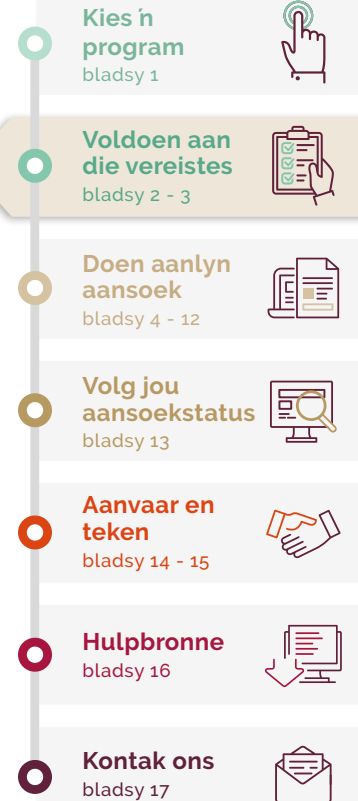 Kies ŉ
program
bladsy 1
Voldoen aan
die vereistes
bladsy 2 - 3
Doen aanlyn
aansoek
bladsy 4 - 12
Volg jou
aansoekstatus
bladsy 13
Aanvaar en
teken
bladsy 14 - 15
Hulpbronne
bladsy 16
Kontak ons
bladsy 17